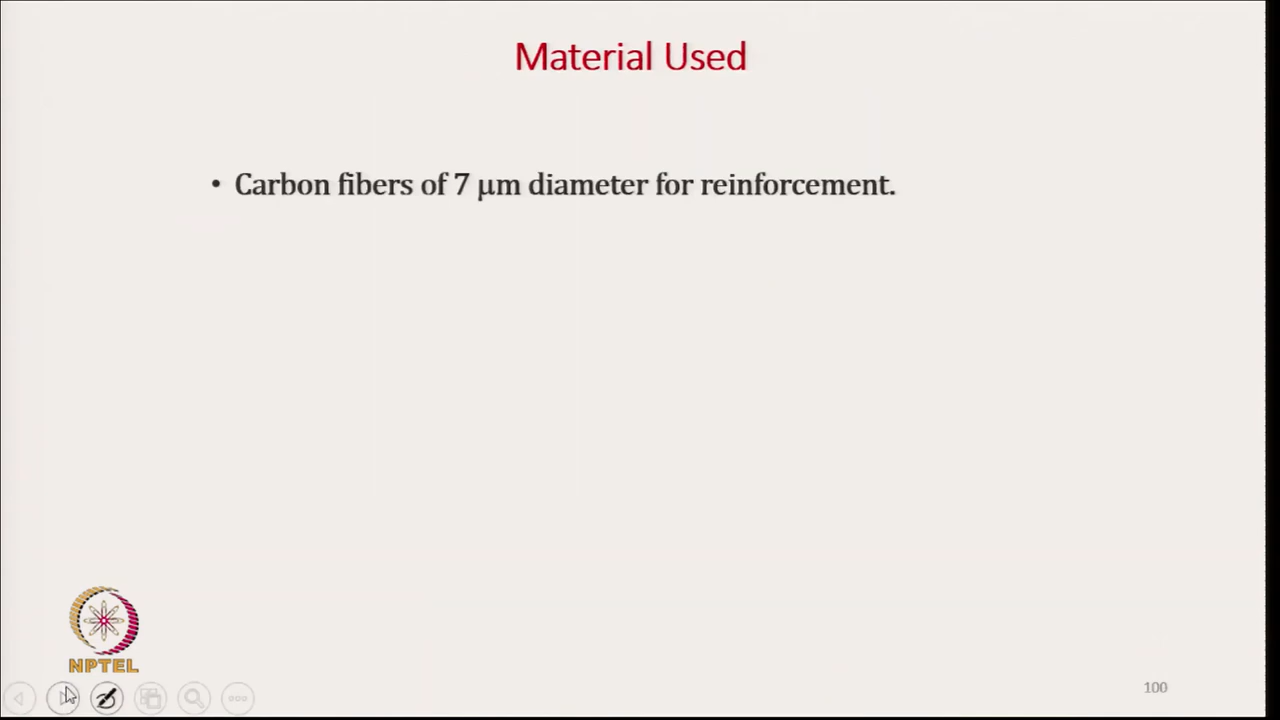 Material Used
• Carbon fibers of 7 μm diameter for reinforcement.
NPTEL
100